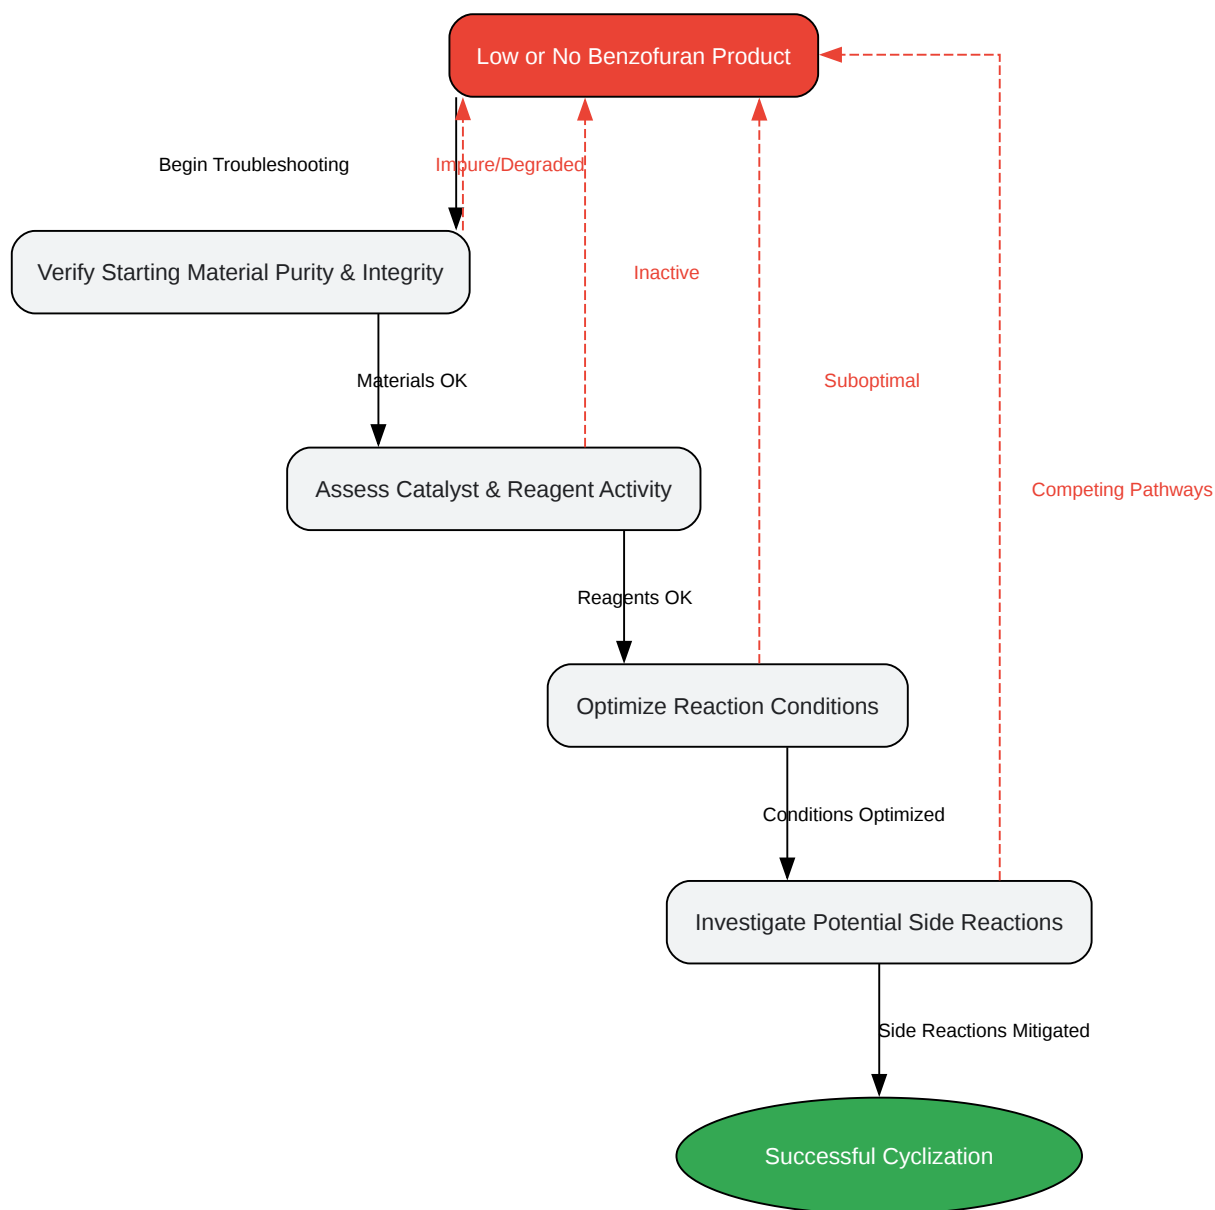 Low or No Benzofuran Product
Begin Troubleshooting
Impure/Degraded
Verify Starting Material Purity & Integrity
Inactive
Materials OK
Suboptimal
Assess Catalyst & Reagent Activity
Competing Pathways
Reagents OK
Optimize Reaction Conditions
Conditions Optimized
Investigate Potential Side Reactions
Side Reactions Mitigated
Successful Cyclization